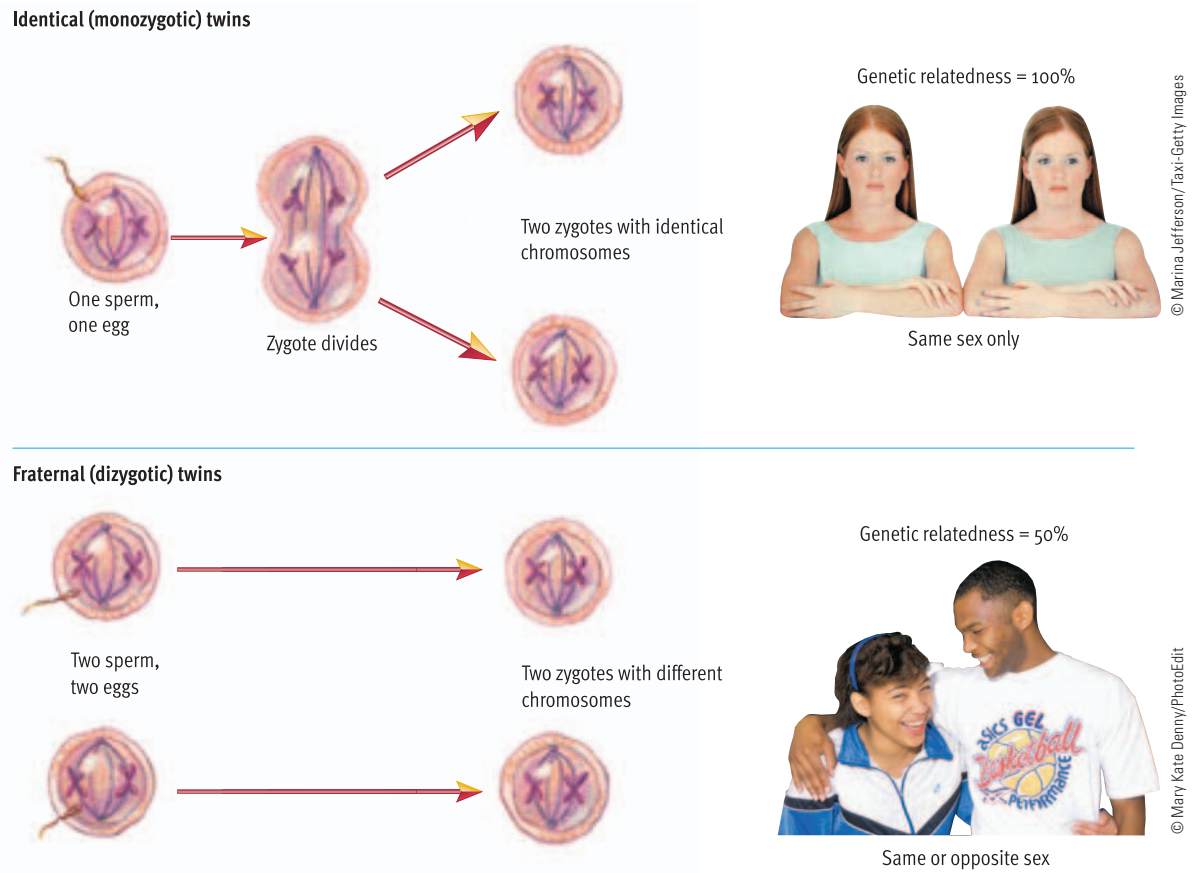 Identical (monozygotic) twins
Genetic relatedness = 100%
One sperm,
one egg
Zygote divides
Two zygotes with identical
chromosomes
Same sex only
© Marina Jefferson/Taxi-Getty Images
Fraternal (dizygotic) twins
Genetic relatedness = 50%
Two sperm,
two eggs
Two zygotes with different
chromosomes
asics GEL
Basketball
PERFORMANCE
Same or opposite sex
© Mary Kate Denny/PhotoEdit